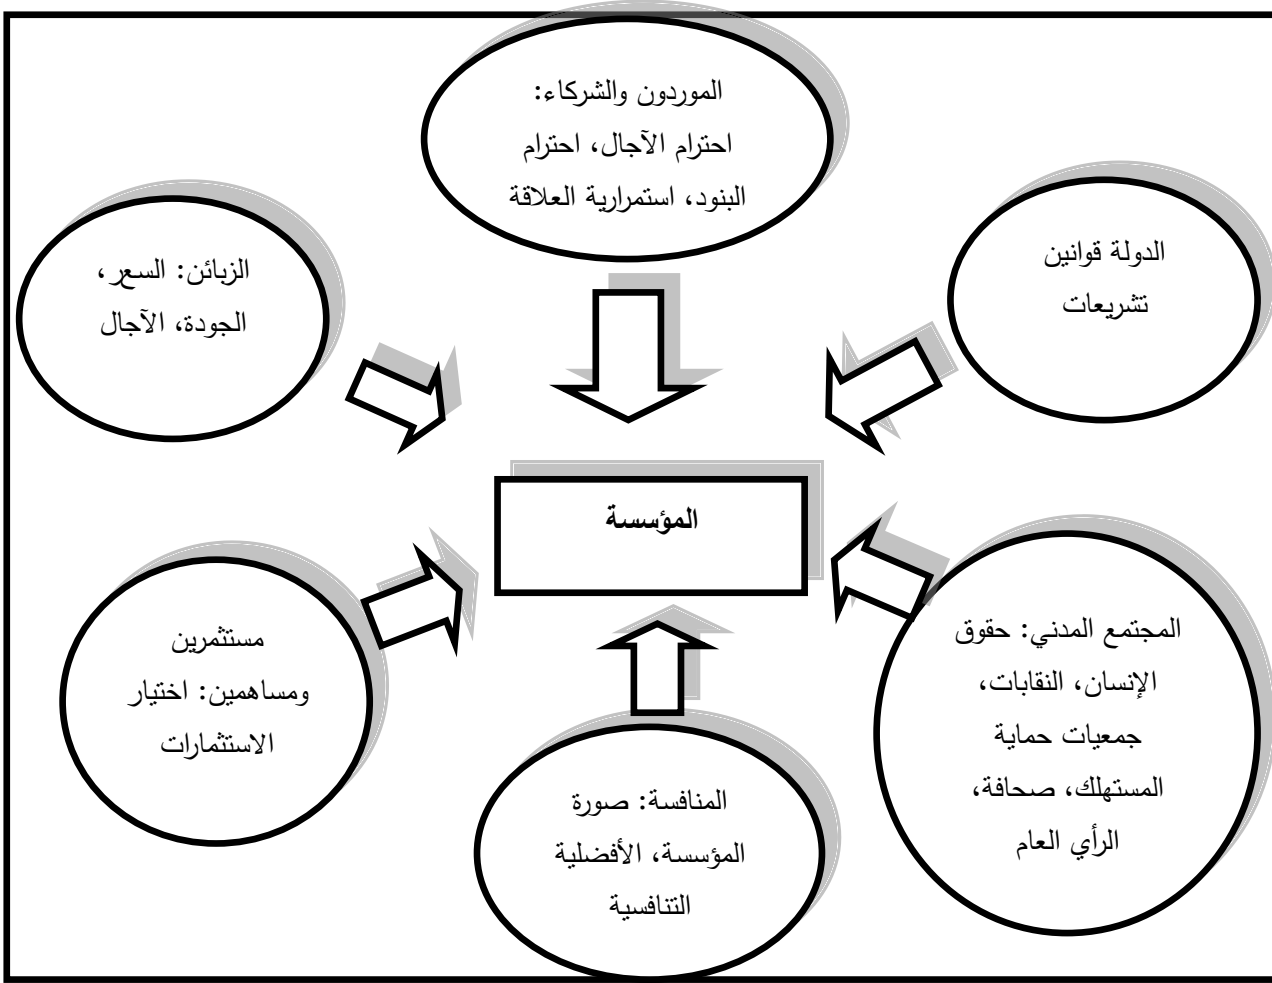 الموردون والشركاء:
احترام الآجال، احترام
البنود، استمرارية العلاقة
الدولة قوانين
تشريعات
الزبائن: السعر،
الجودة، الآجال
المؤسسة
المجتمع المدني: حقوق
الإنسان، النقابات،
جمعيات حماية
المستهلك، صحافة،
الرأي العام
مستثمرين
ومساهمين: اختيار
الاستثمارات
المنافسة: صورة
المؤسسة، الأفضلية
التنافسية